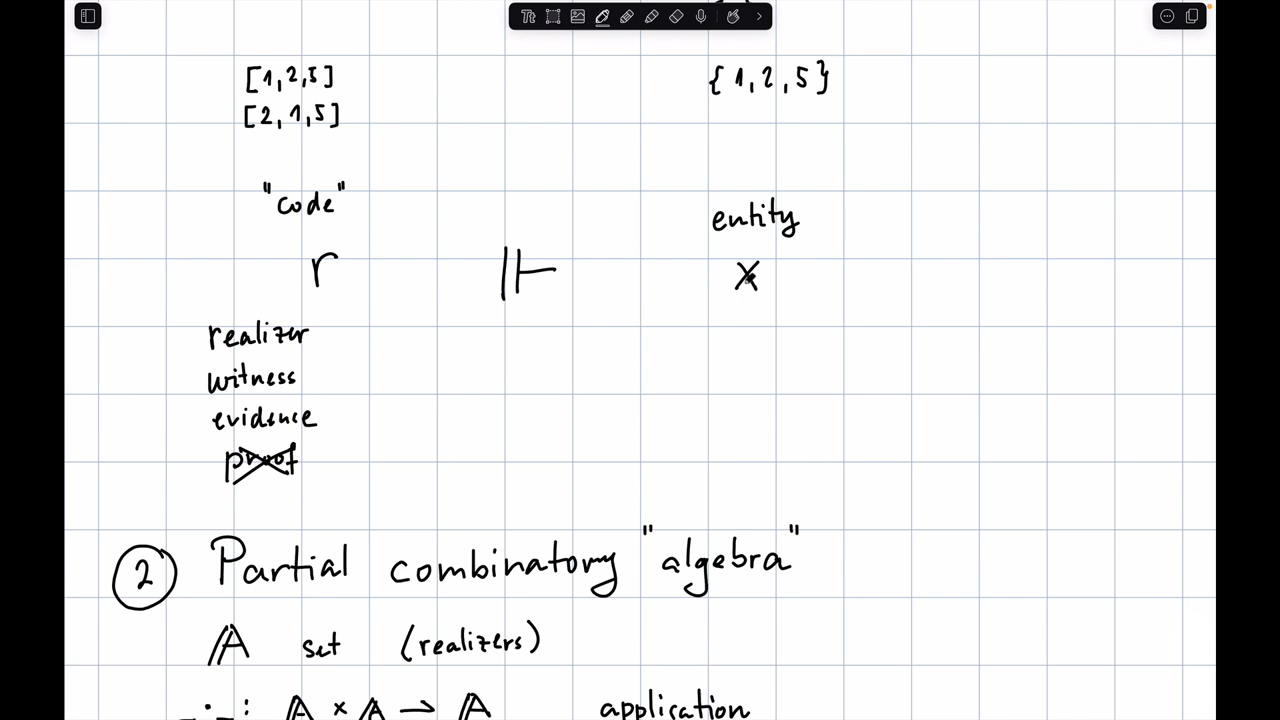 Tt
[1,2,5] {1,2,5}
[2,1,5]
"code" entity
r ⊩ x
realizer
witness
evidence
proof
② Partial combinatory "algebra"
𝔸 set (realizers)
_·_ : 𝔸 × 𝔸 → 𝔸 application